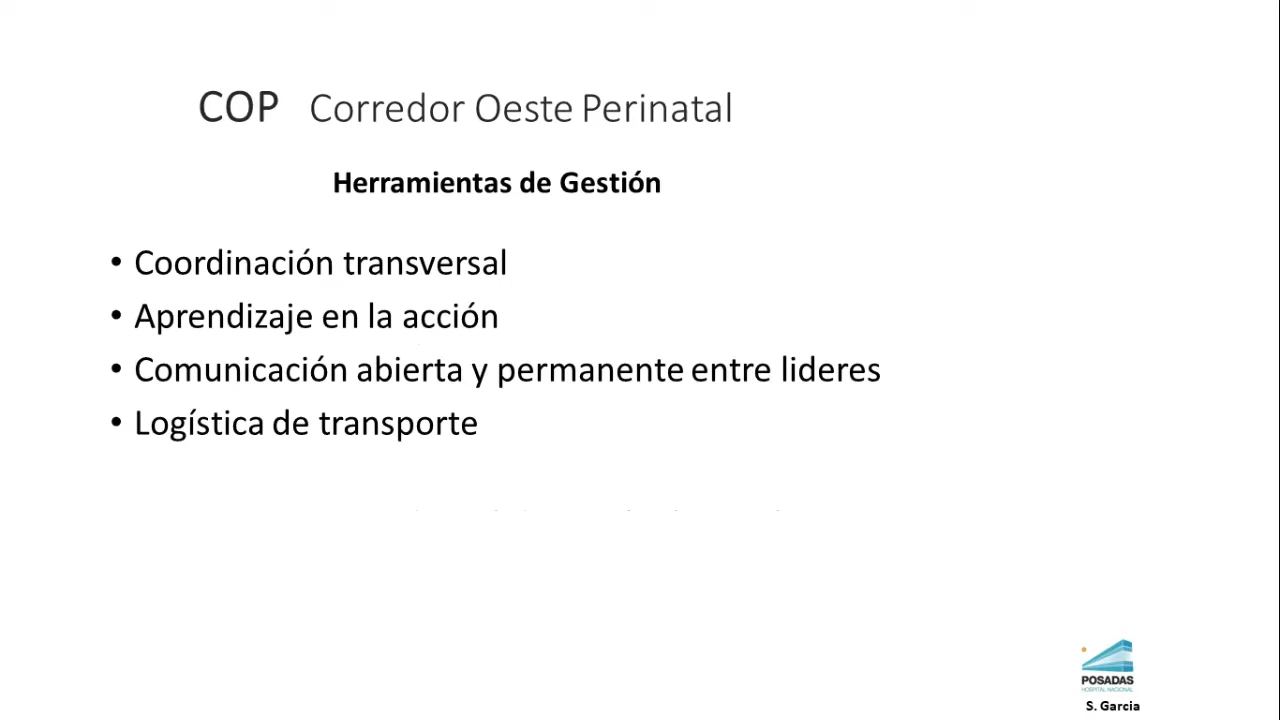 COP Corredor Oeste Perinatal
Herramientas de Gestión
• Coordinación transversal
• Aprendizaje en la acción
• Comunicación abierta y permanente entre lideres
• Logística de transporte
POSADAS
HOSPITAL NACIONAL
S. Garcia